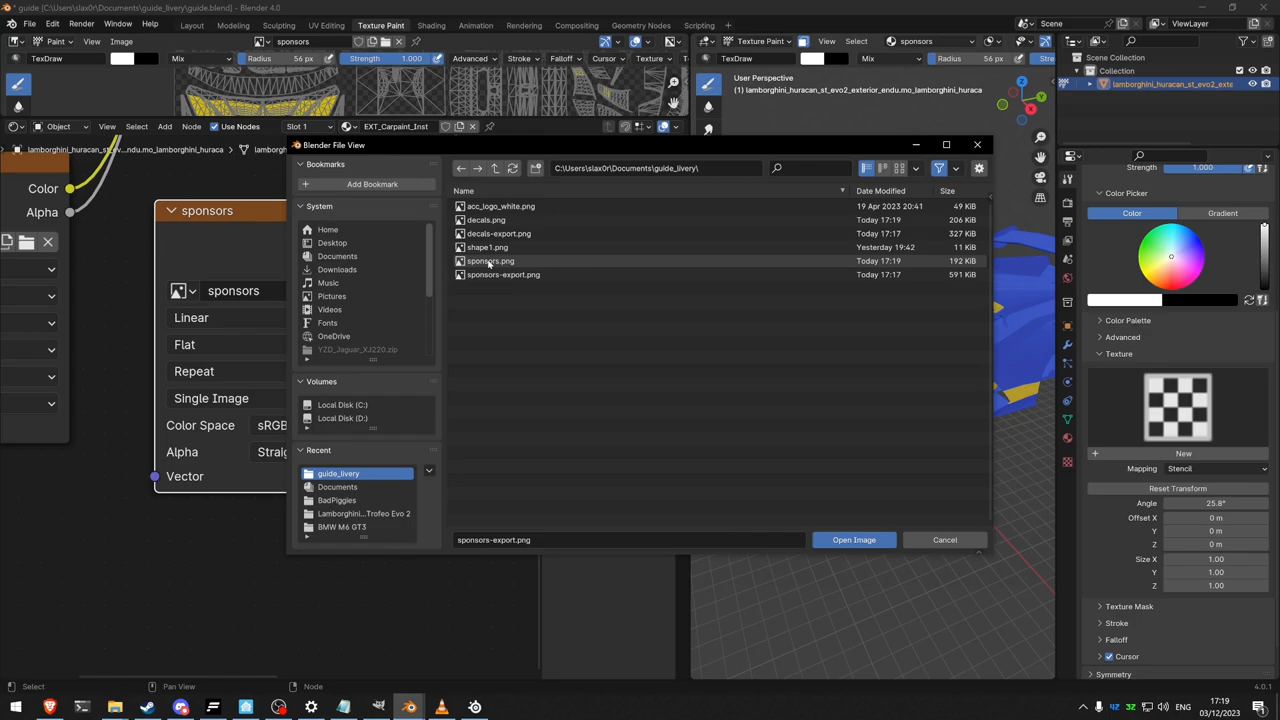 * guide [C:\Users\slax0r\Documents\guide_livery\guide.blend] - Blender 4.0
File Edit Render Window Help Layout Modeling Sculpting UV Editing Texture Paint Shading Animation Rendering Compositing Geometry Nodes Scripting + Scene ViewLayer
Paint View Image sponsors Texture Paint View Select sponsors
TexDraw Mix Radius 56 px Strength 1.000 Advanced Stroke Falloff Cursor Texture TexDraw Mix Radius 56 px Stre
Scene Collection
Collection
lamborghini_huracan_st_evo2_exte
User Perspective
(1) lamborghini_huracan_st_evo2_exterior_endu.mo_lamborghini_huraca
Object View Select Add Node Use Nodes Slot 1 EXT_Carpaint_Inst
lamborghini_huracan_st_ev...ndu.mo_lamborghini_huraca lamborgh
Color
Alpha
sponsors
sponsors
Linear
Flat
Repeat
Single Image
Color Space sRGB
Alpha Straig
Vector
Blender File View
Bookmarks
Add Bookmark
System
Home
Desktop
Documents
Downloads
Music
Pictures
Videos
Fonts
OneDrive
YZD_Jaguar_XJ220.zip
Volumes
Local Disk (C:)
Local Disk (D:)
Recent
guide_livery
Documents
BadPiggies
Lamborghini...Trofeo Evo 2
BMW M6 GT3
C:\Users\slax0r\Documents\guide_livery\
Name Date Modified Size
acc_logo_white.png 19 Apr 2023 20:41 49 KiB
decals.png Today 17:19 206 KiB
decals-export.png Today 17:17 327 KiB
shape1.png Yesterday 19:42 11 KiB
sponsors.png Today 17:19 192 KiB
sponsors-export.png Today 17:17 591 KiB
sponsors-export.png Open Image Cancel
Strength 1.000
Color Picker
Color Gradient
Color Palette
Advanced
Texture
New
Mapping Stencil
Reset Transform
Angle 25.8°
Offset X 0 m
Y 0 m
Z 0 m
Size X 1.00
Y 1.00
Z 1.00
Texture Mask
Stroke
Falloff
Cursor
Symmetry
Select Pan View Node 4.0.1
ENG 17:19
03/12/2023